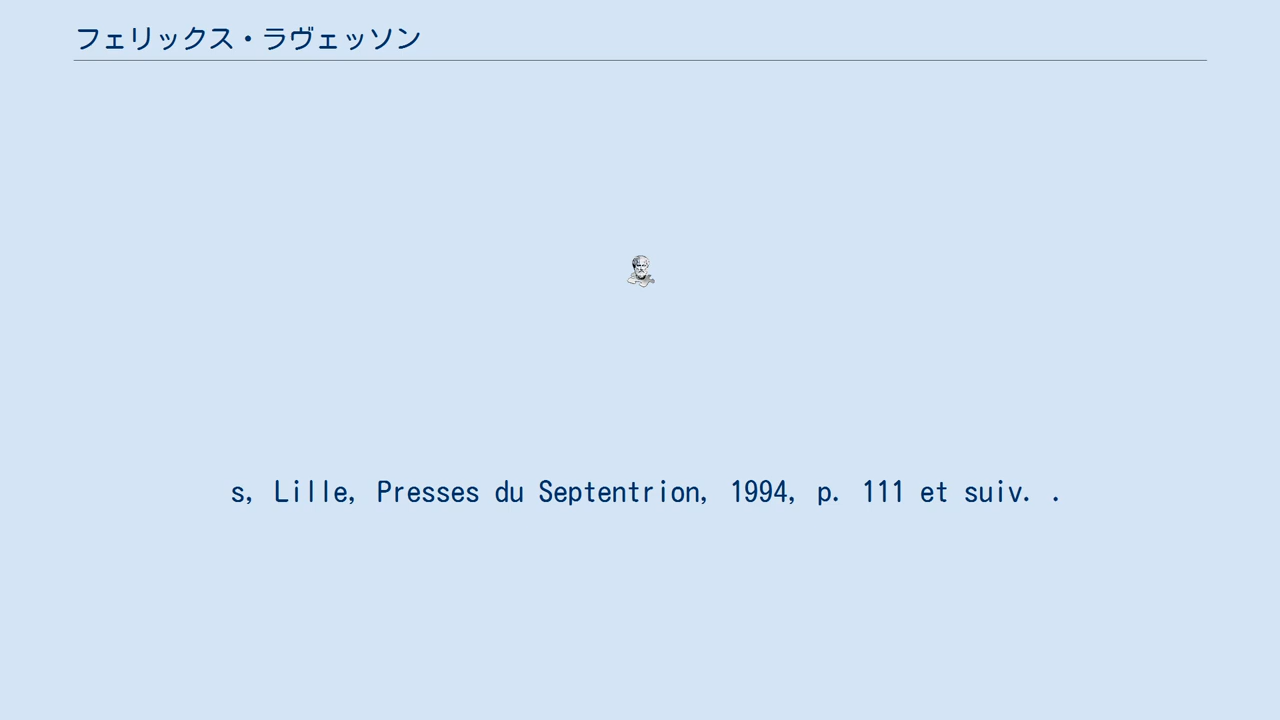 フェリックス・ラヴェッソン
s, Lille, Presses du Septentrion, 1994, p. 111 et suiv. .